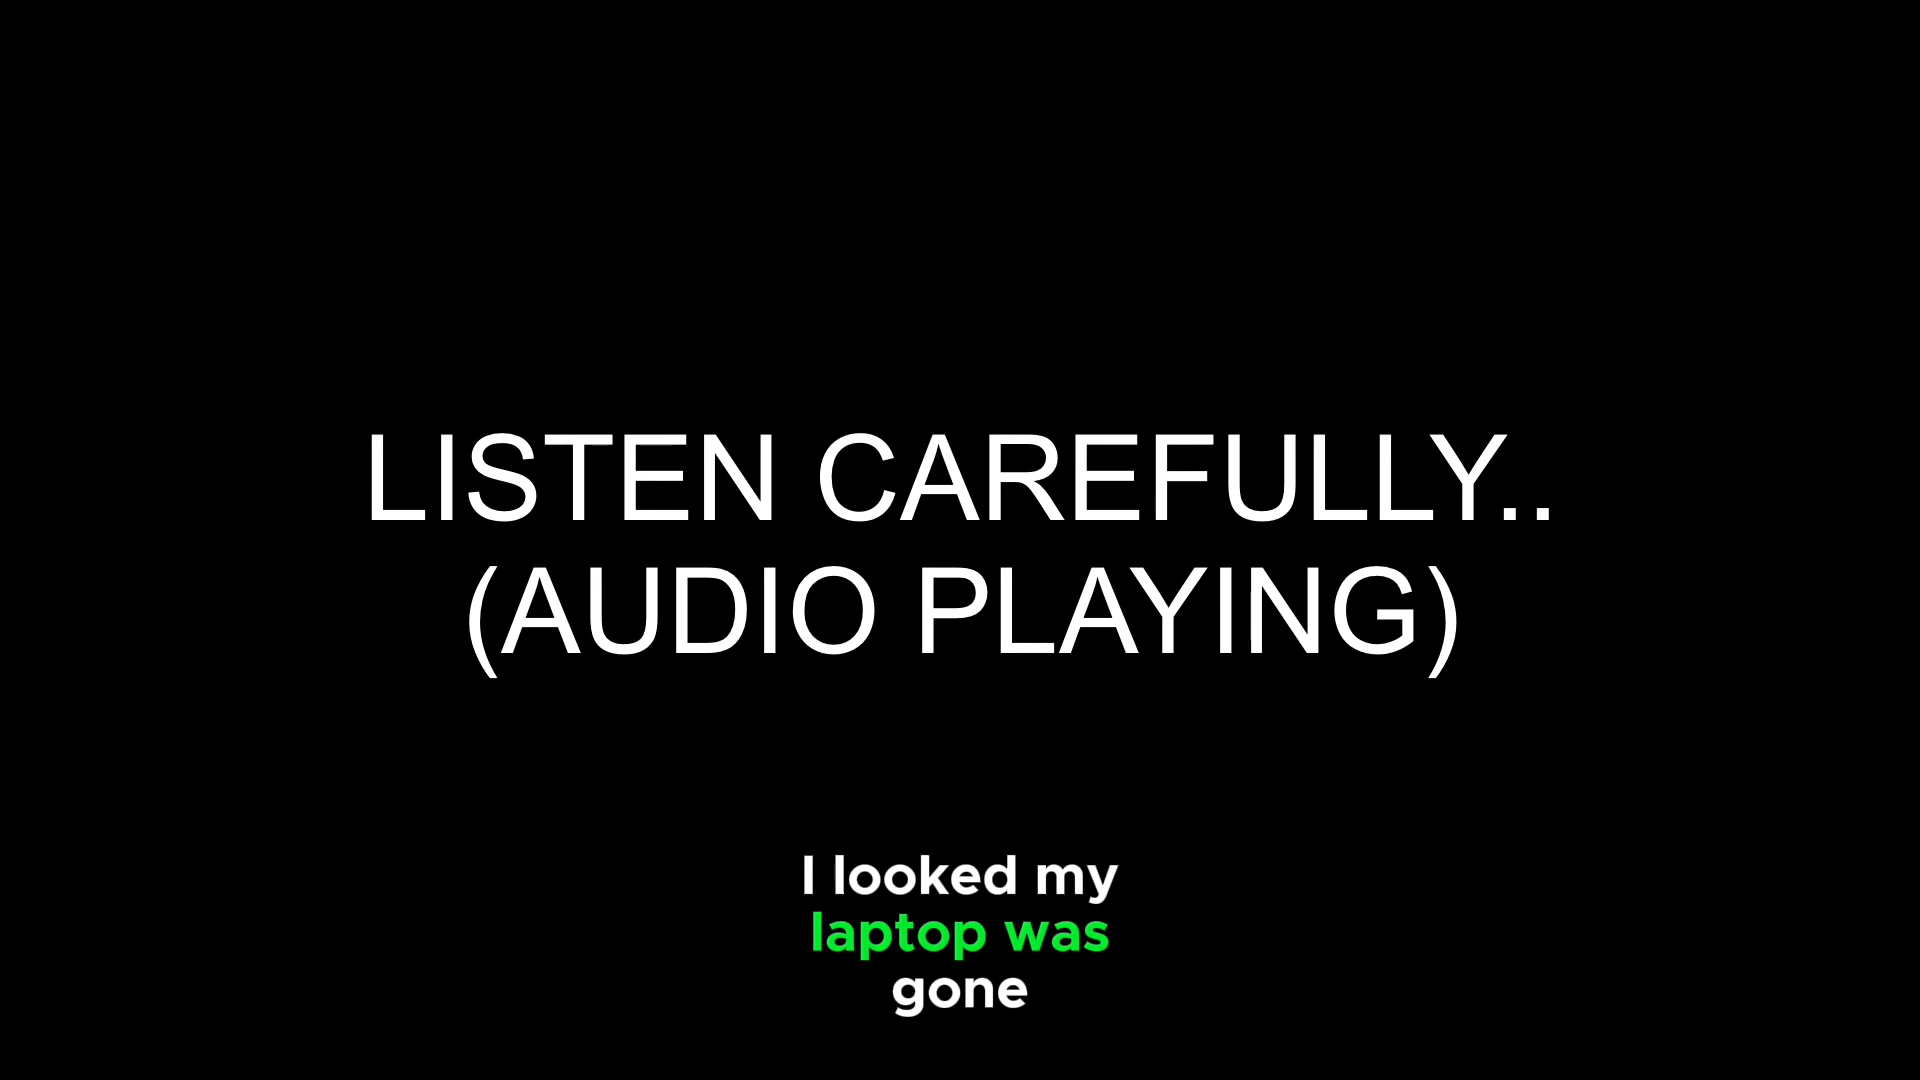 LISTEN CAREFULLY..
(AUDIO PLAYING)
I looked my
laptop was
gone